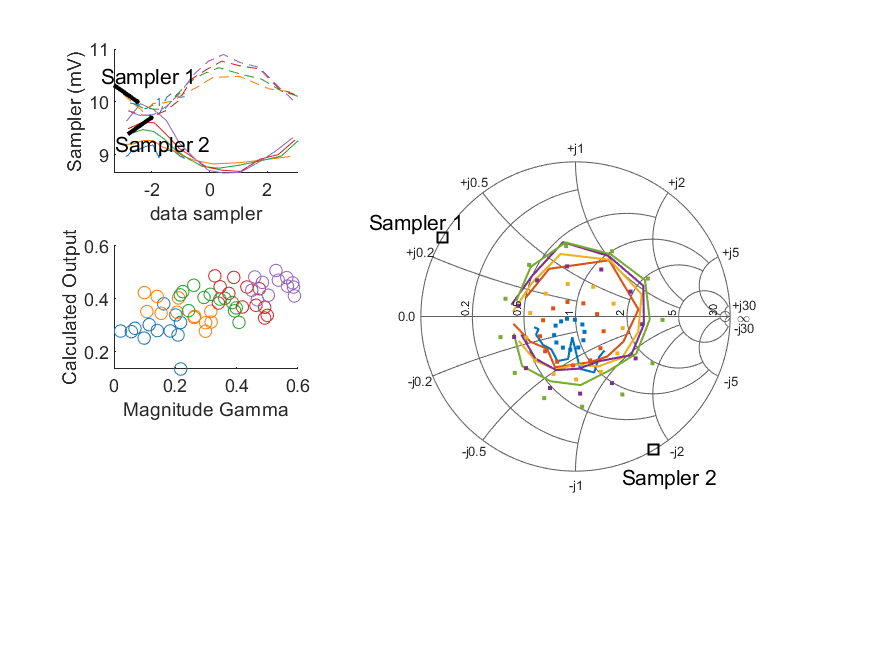 11
10
9
Sampler (mV)
Sampler 1
Sampler 2
-2 0 2
data sampler
0.6
0.4
0.2
Calculated Output
0 0.2 0.4 0.6
Magnitude Gamma
+j1
+j0.5 +j2
Sampler 1
+j0.2 +j5
0.0 0.2 1 2 5 30 +j30
∞
-j30
-j0.2 -j5
-j0.5 -j2
Sampler 2
-j1